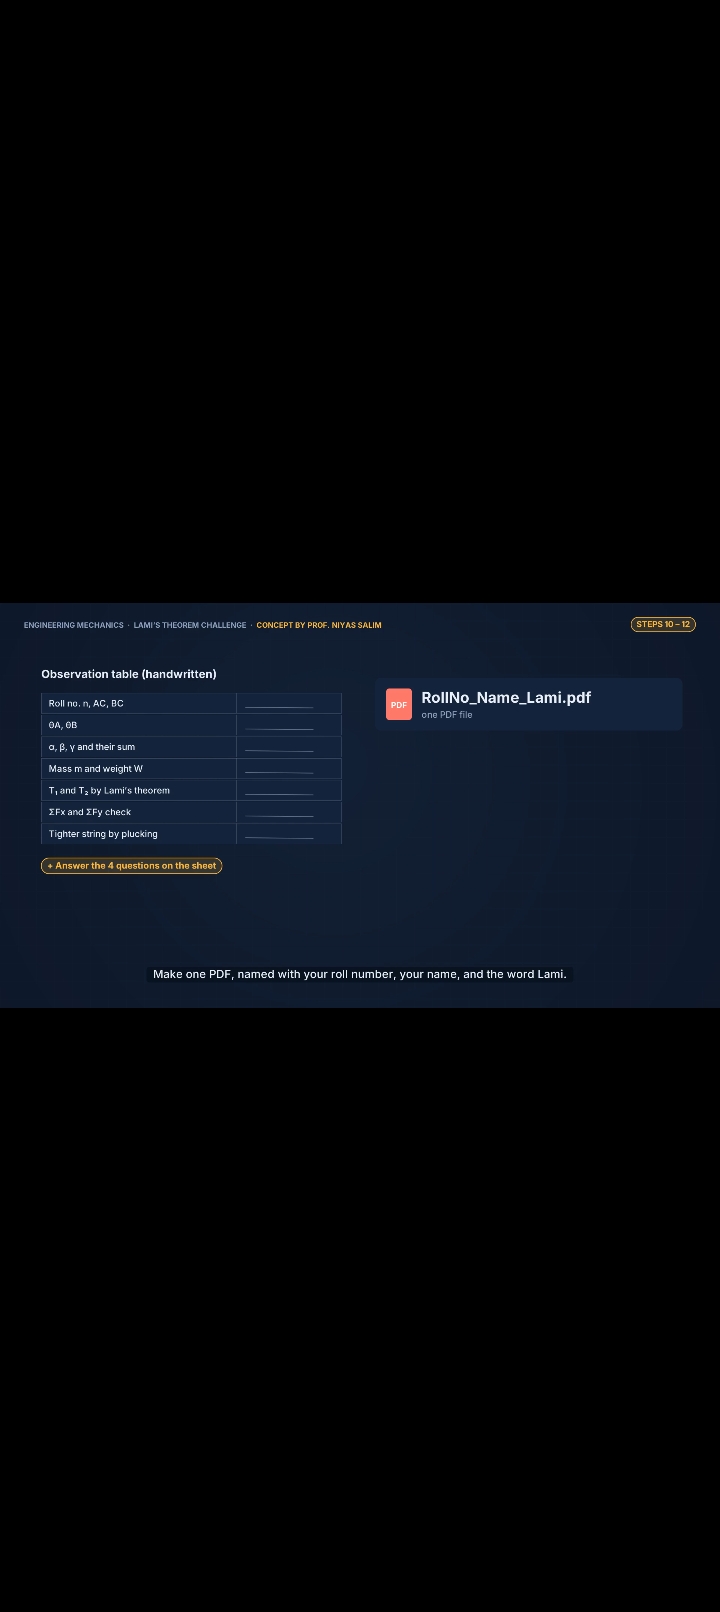 ENGINEERING MECHANICS · LAMI'S THEOREM CHALLENGE · CONCEPT BY PROF. NIYAS SALIM
STEPS 10 – 12
Observation table (handwritten)
Roll no. n, AC, BC
θA, θB
α, β, γ and their sum
Mass m and weight W
T₁ and T₂ by Lami's theorem
ΣFx and ΣFy check
Tighter string by plucking
+ Answer the 4 questions on the sheet
PDF
RollNo_Name_Lami.pdf
one PDF file
Make one PDF, named with your roll number, your name, and the word Lami.